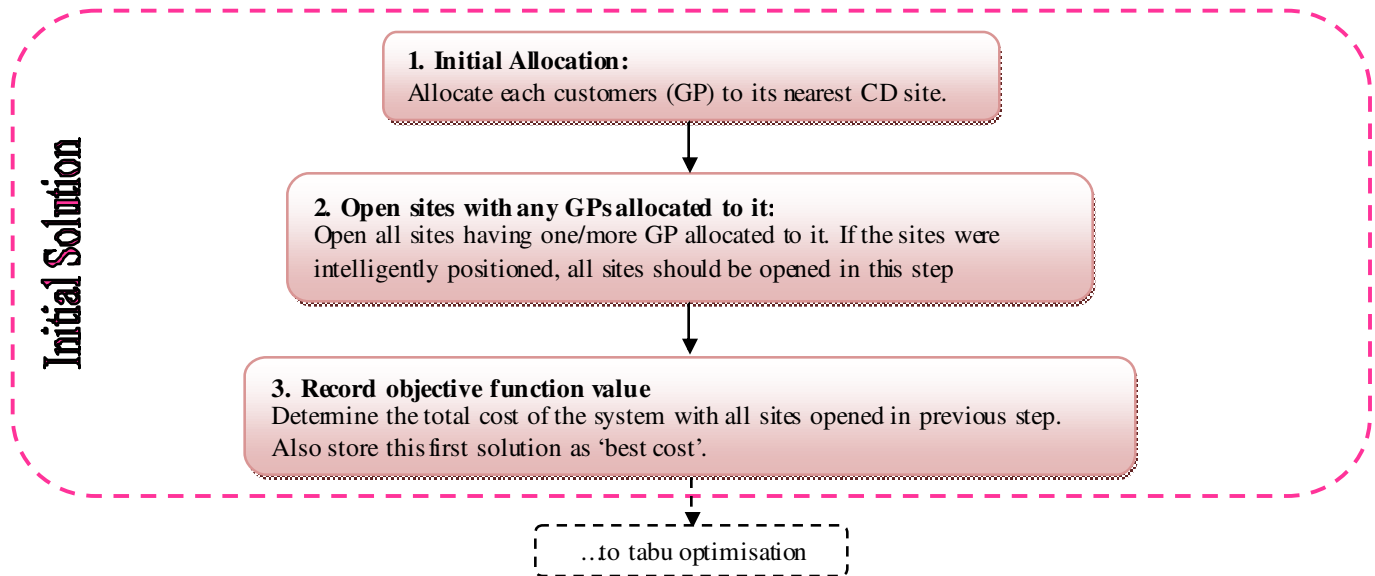 Initial Solution
1. Initial Allocation:
Allocate each customers (GP) to its nearest CD site.
2. Open sites with any GPs allocated to it:
Open all sites having one/more GP allocated to it. If the sites were
intelligently positioned, all sites should be opened in this step
3. Record objective function value
Determine the total cost of the system with all sites opened in previous step.
Also store this first solution as ‘best cost’.
…to tabu optimisation